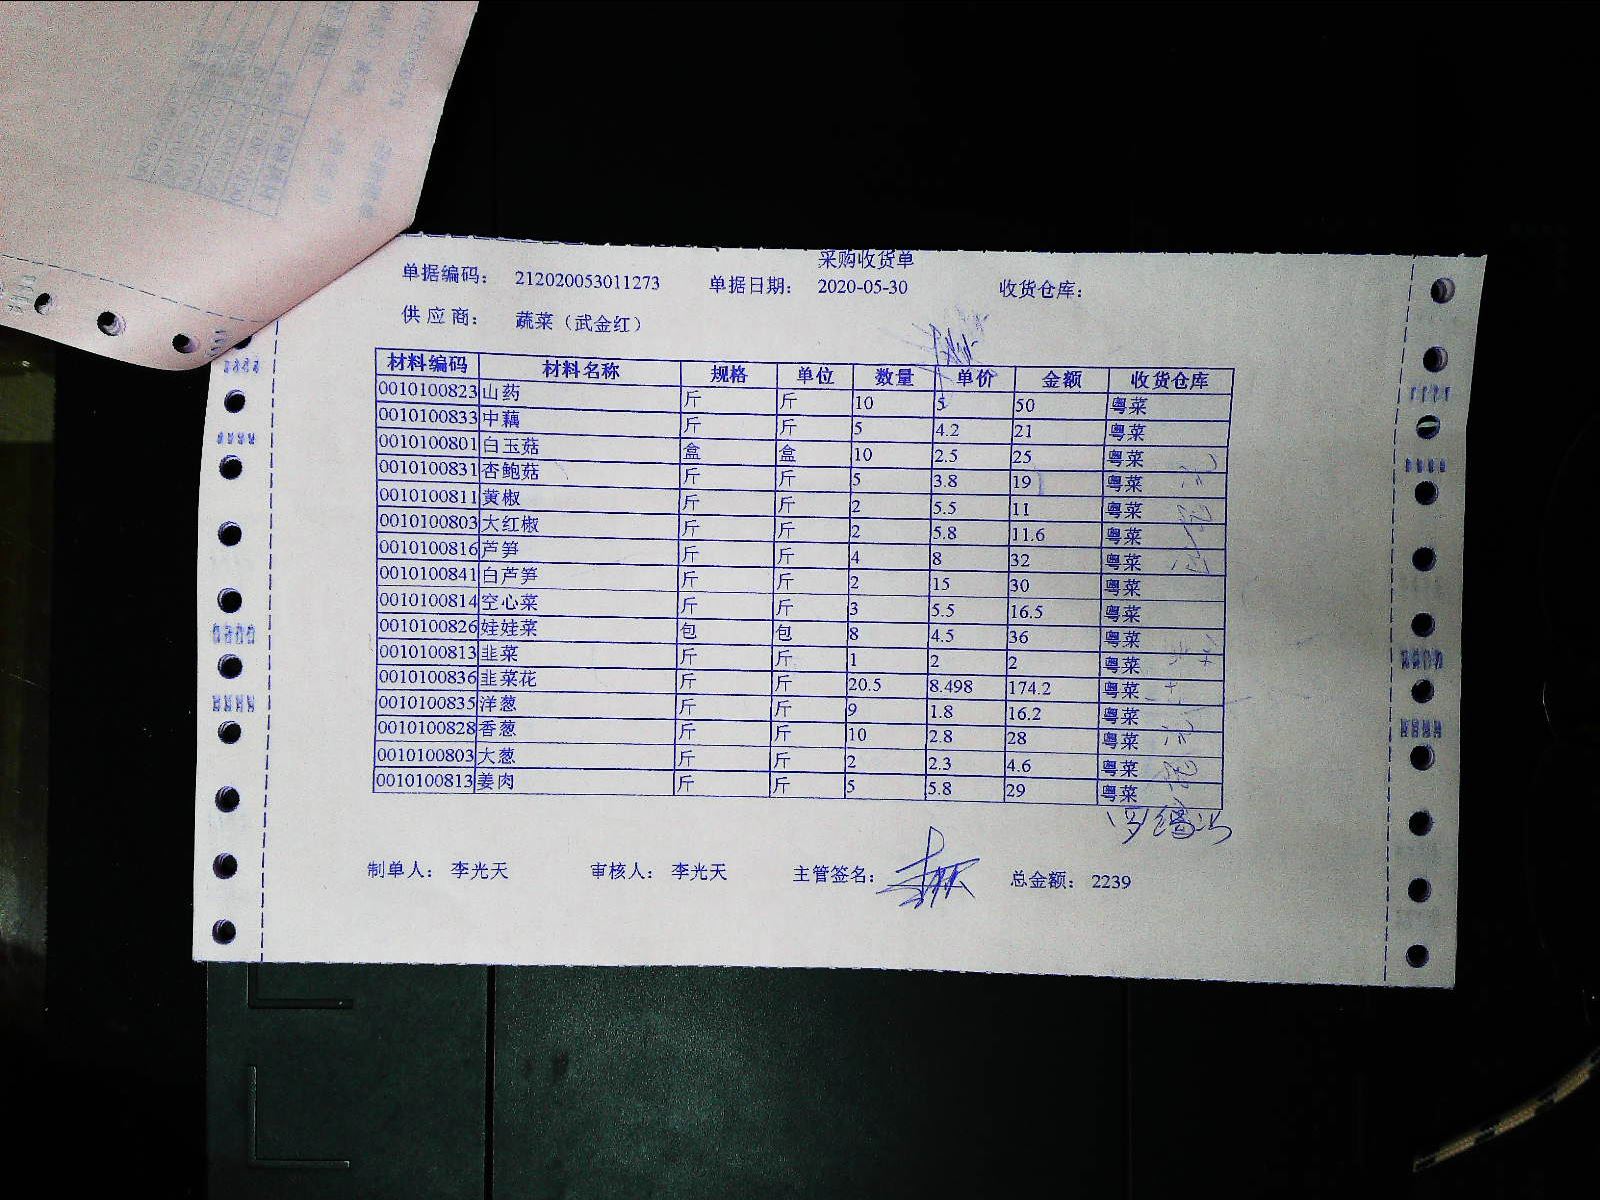 采购收货单
单据编码： 212020053011273 单据日期： 2020-05-30 收货仓库：
供应商： 蔬菜（武金红）
材料编码 材料名称 规格 单位 数量 单价 金额 收货仓库
0010100823 山药 斤 斤 10 5 50 粤菜
0010100833 中藕 斤 斤 5 4.2 21 粤菜
0010100801 白玉菇 盒 盒 10 2.5 25 粤菜
0010100831 杏鲍菇 斤 斤 5 3.8 19 粤菜
0010100811 黄椒 斤 斤 2 5.5 11 粤菜
0010100803 大红椒 斤 斤 2 5.8 11.6 粤菜
0010100816 芦笋 斤 斤 4 8 32 粤菜
0010100841 白芦笋 斤 斤 2 15 30 粤菜
0010100814 空心菜 斤 斤 3 5.5 16.5 粤菜
0010100826 娃娃菜 包 包 8 4.5 36 粤菜
0010100813 韭菜 斤 斤 1 2 2 粤菜
0010100836 韭菜花 斤 斤 20.5 8.498 174.2 粤菜
0010100835 洋葱 斤 斤 9 1.8 16.2 粤菜
0010100828 香葱 斤 斤 10 2.8 28 粤菜
0010100803 大葱 斤 斤 2 2.3 4.6 粤菜
0010100813 姜肉 斤 斤 5 5.8 29 粤菜
制单人： 李光天 审核人： 李光天 主管签名： 总金额： 2239